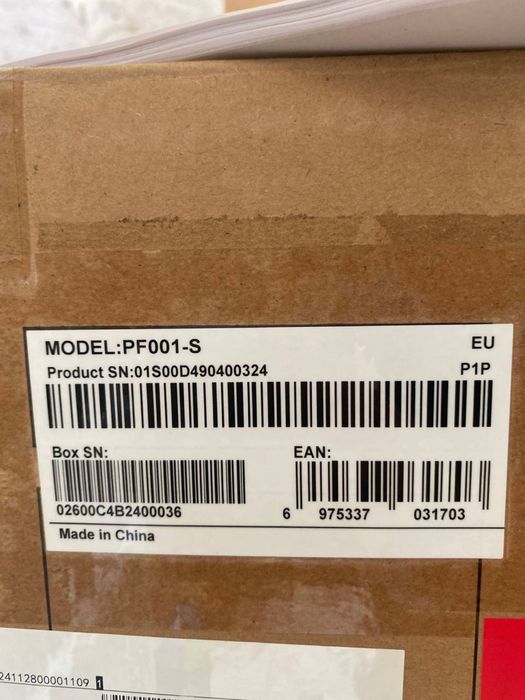 MODEL:PF001-S EU
Product SN:01S00D490400324 P1P
Box SN: EAN:
02600C4B2400036 6 975337 031703
Made in China
24112800001109 1